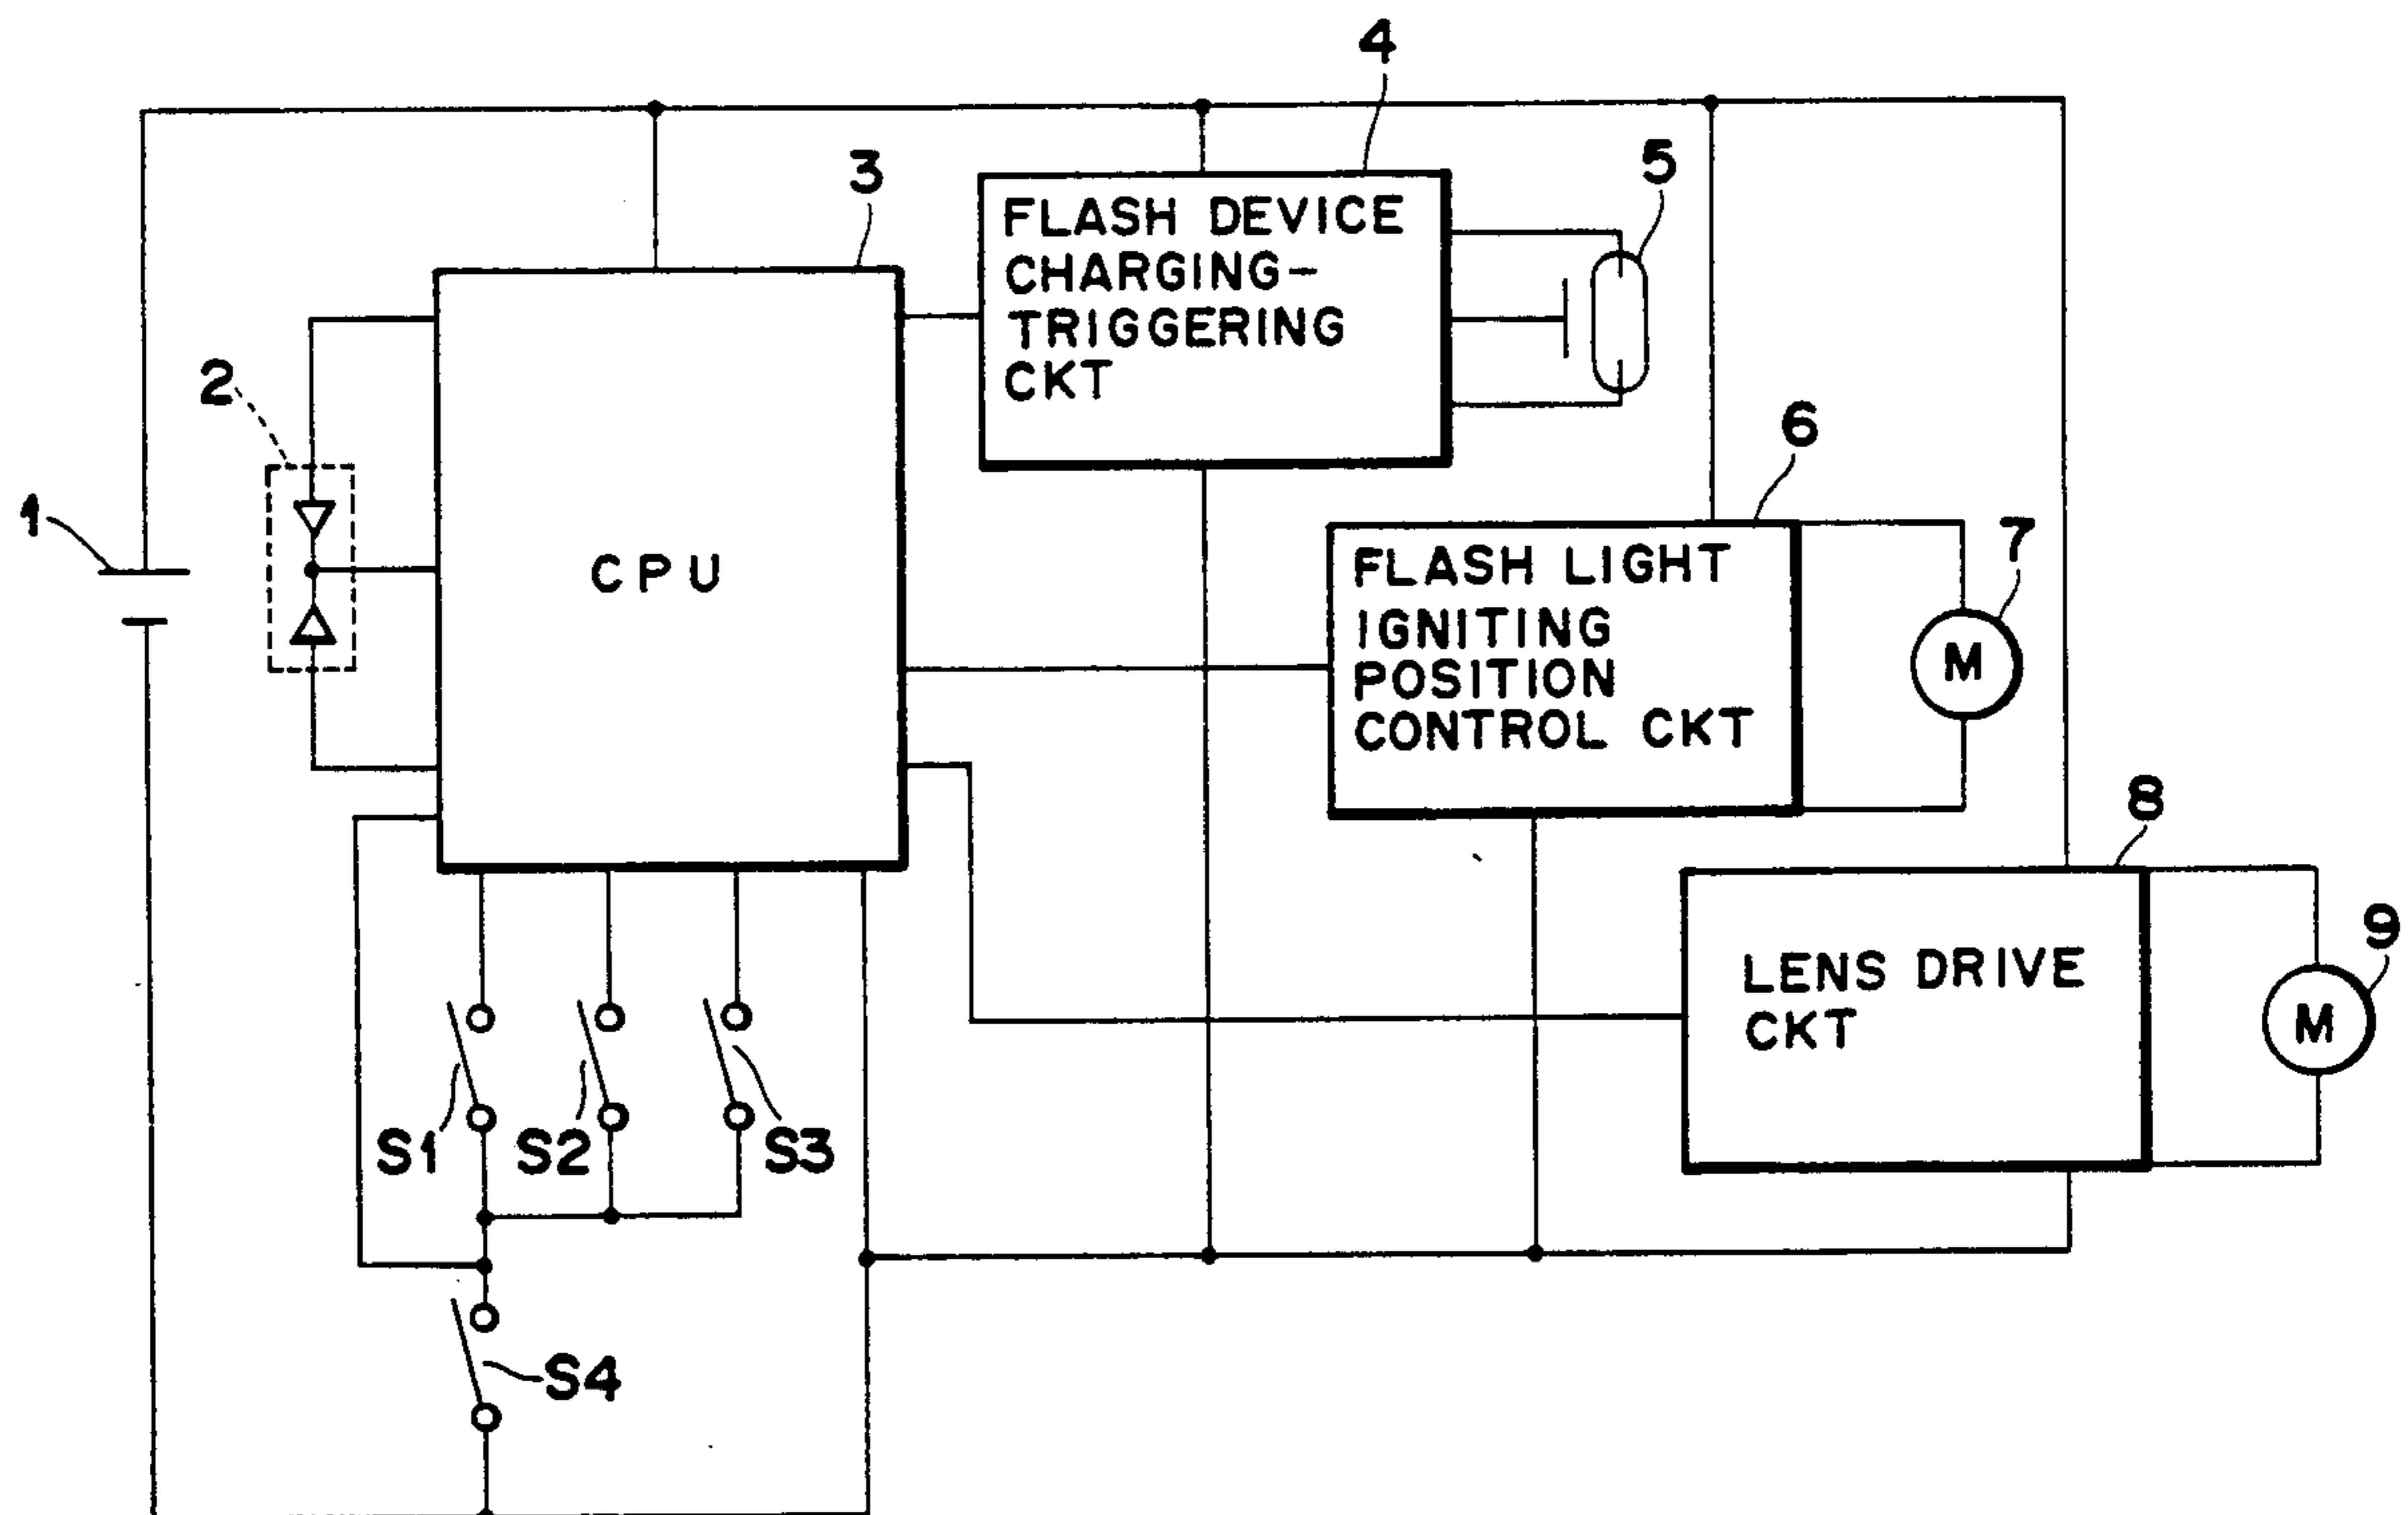 4
3
5
FLASH DEVICE
CHARGING-
TRIGGERING
CKT
2
6
1
7
CPU
FLASH LIGHT
IGNITING
POSITION
CONTROL CKT
M
8
9
LENS DRIVE
CKT
M
S1
S2
S3
S4